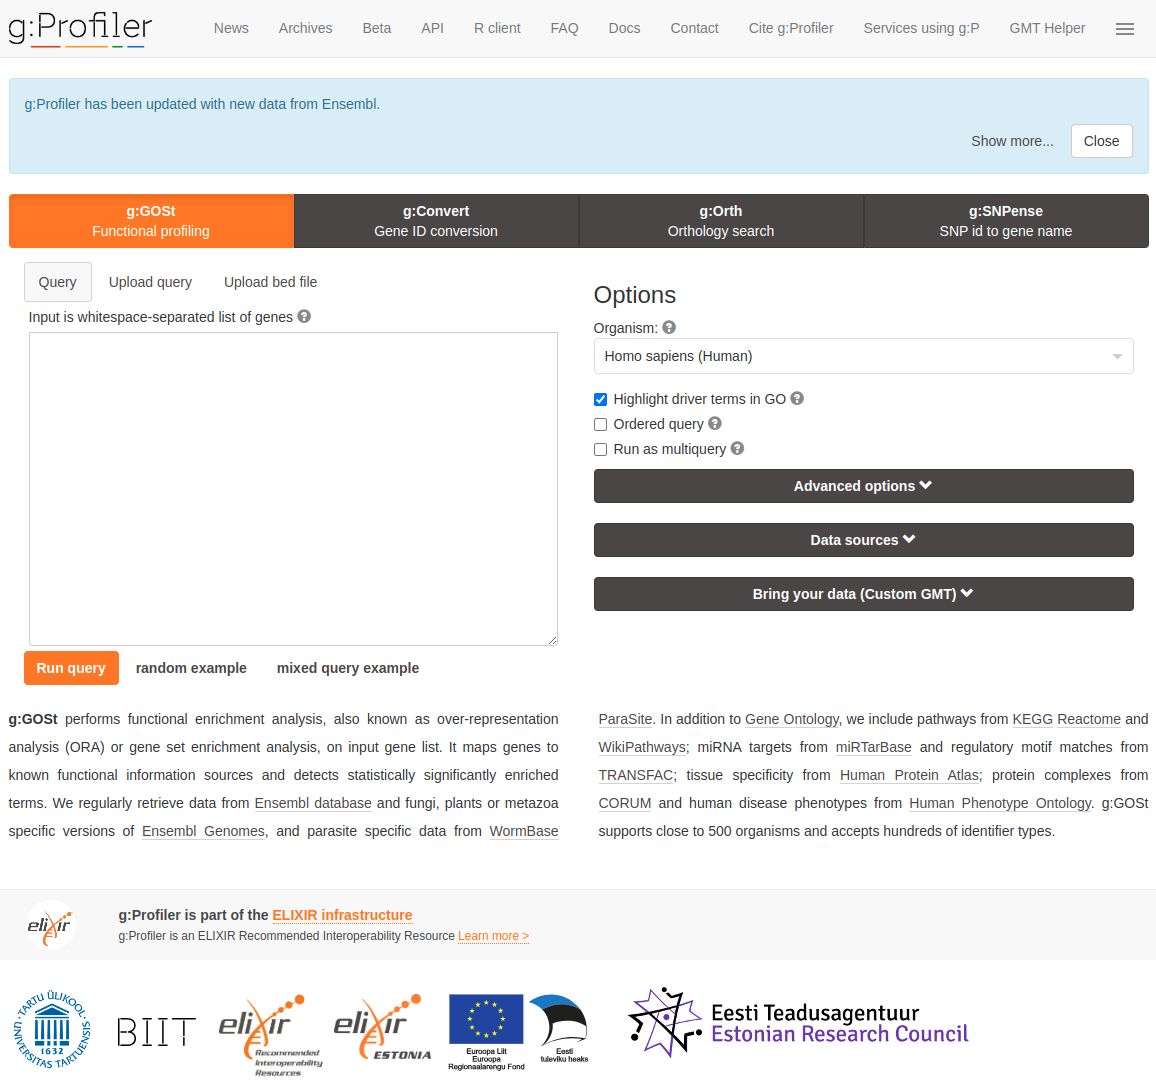 g:Profiler
News Archives Beta API R client FAQ Docs Contact Cite g:Profiler Services using g:P GMT Helper
g:Profiler has been updated with new data from Ensembl.
Show more... Close
g:GOSt
Functional profiling
g:Convert
Gene ID conversion
g:Orth
Orthology search
g:SNPense
SNP id to gene name
Query Upload query Upload bed file
Input is whitespace-separated list of genes
Run query random example mixed query example
Options
Organism:
Homo sapiens (Human)
Highlight driver terms in GO
Ordered query
Run as multiquery
Advanced options
Data sources
Bring your data (Custom GMT)
g:GOSt performs functional enrichment analysis, also known as over-representation
analysis (ORA) or gene set enrichment analysis, on input gene list. It maps genes to
known functional information sources and detects statistically significantly enriched
terms. We regularly retrieve data from Ensembl database and fungi, plants or metazoa
specific versions of Ensembl Genomes, and parasite specific data from WormBase
ParaSite. In addition to Gene Ontology, we include pathways from KEGG Reactome and
WikiPathways; miRNA targets from miRTarBase and regulatory motif matches from
TRANSFAC; tissue specificity from Human Protein Atlas; protein complexes from
CORUM and human disease phenotypes from Human Phenotype Ontology. g:GOSt
supports close to 500 organisms and accepts hundreds of identifier types.
elixir
g:Profiler is part of the ELIXIR infrastructure
g:Profiler is an ELIXIR Recommended Interoperability Resource Learn more >
TARTU ÜLIKOOL
UNIVERSITAS TARTUENSIS
1632
BIIT
elixir
Recommended
Interoperability
Resources
elixir
ESTONIA
Euroopa Liit
Euroopa
Regionaalarengu Fond
Eesti
tuleviku heaks
Eesti Teadusagentuur
Estonian Research Council